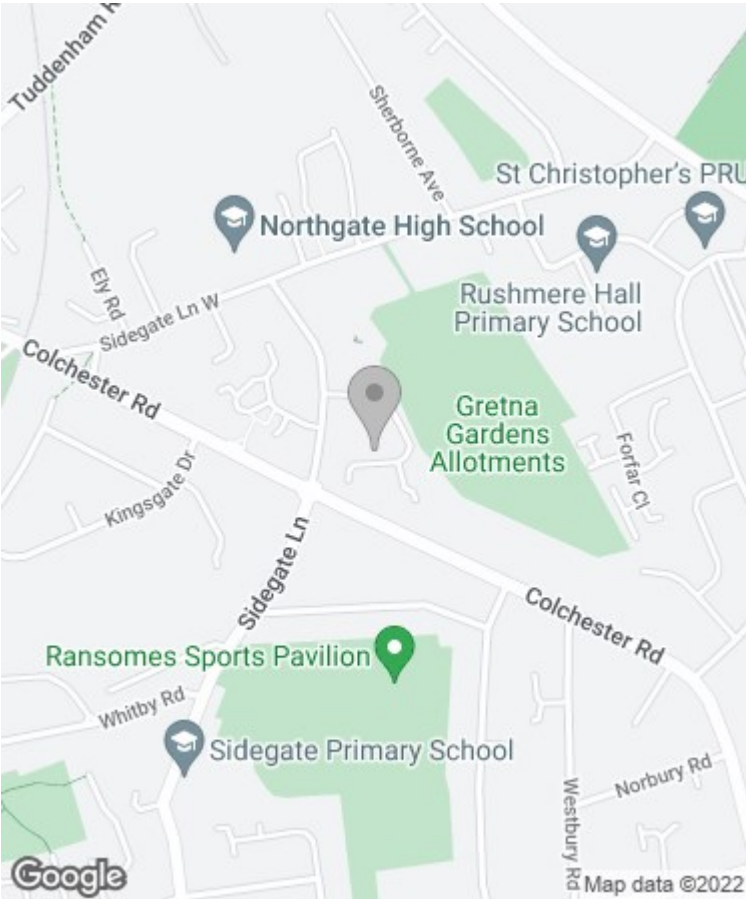 Tuddenham R
Sherborne Ave
St Christopher's PRU
Northgate High School
Rushmere Hall
Primary School
Ely Rd
Sidegate Ln W
Colchester Rd
Gretna
Gardens
Allotments
Forfar Cl
Kingsgate Dr
Sidegate Ln
Colchester Rd
Ransomes Sports Pavilion
Whitby Rd
Sidegate Primary School
Norbury Rd
Westbury Rd
Google
Map data ©2022